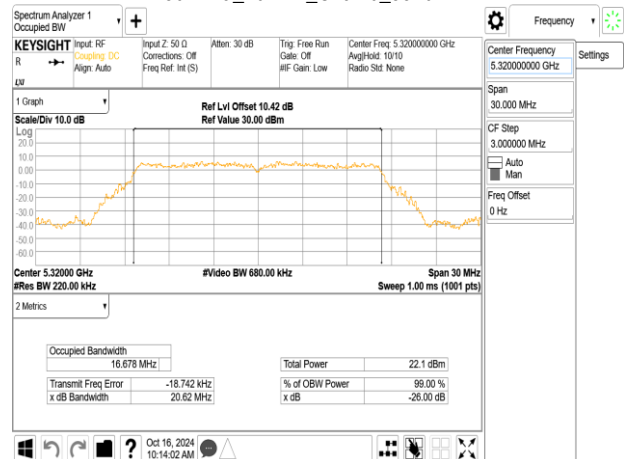 Spectrum Analyzer 1
Occupied BW
+
Frequency
KEYSIGHT
R
LXI
Input: RF
Coupling: DC
Align: Auto
Input Z: 50 Ω
Corrections: Off
Freq Ref: Int (S)
Atten: 30 dB
Trig: Free Run
Gate: Off
#IF Gain: Low
Center Freq: 5.320000000 GHz
Avg|Hold: 10/10
Radio Std: None
Center Frequency
5.320000000 GHz
Settings
Span
30.000 MHz
CF Step
3.000000 MHz
Auto
Man
Freq Offset
0 Hz
1 Graph
Scale/Div 10.0 dB
Ref Lvl Offset 10.42 dB
Ref Value 30.00 dBm
Log
20.0
10.0
0.00
-10.0
-20.0
-30.0
-40.0
-50.0
-60.0
Center 5.32000 GHz
#Video BW 680.00 kHz
Span 30 MHz
#Res BW 220.00 kHz
Sweep 1.00 ms (1001 pts)
2 Metrics
Occupied Bandwidth
16.678 MHz
Total Power 22.1 dBm
Transmit Freq Error -18.742 kHz
% of OBW Power 99.00 %
x dB Bandwidth 20.62 MHz
x dB -26.00 dB
?
Oct 16, 2024
10:14:02 AM